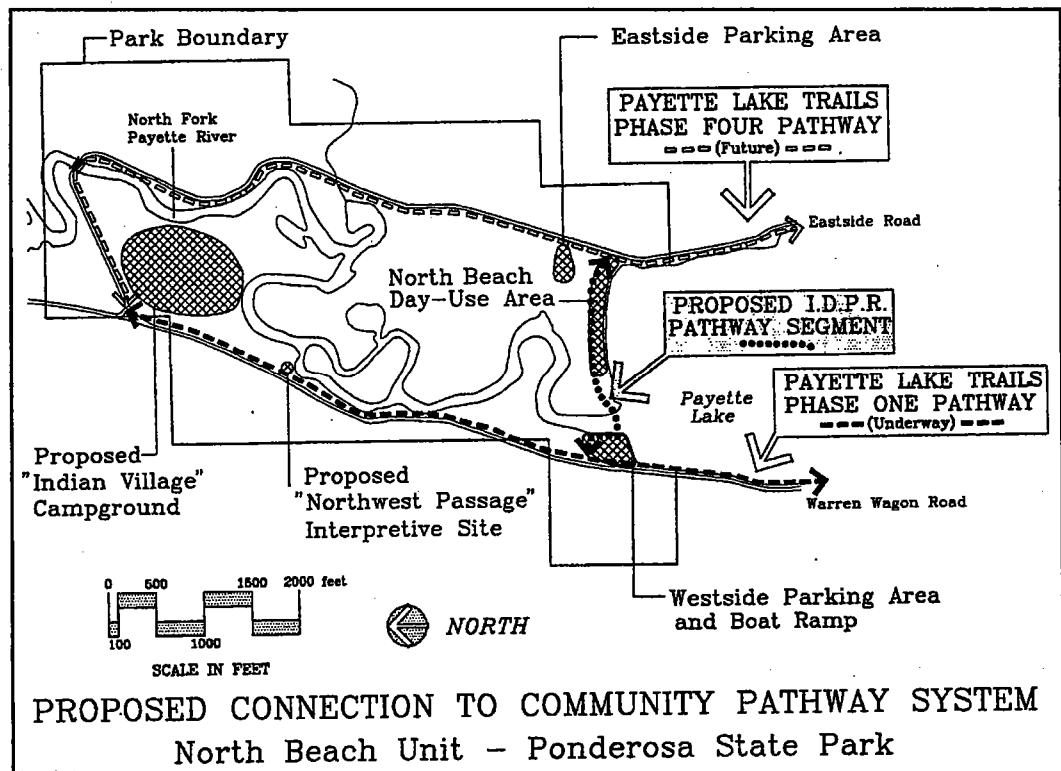 Park Boundary
Eastside Parking Area
North Fork
Payette River
PAYETTE LAKE TRAILS
PHASE FOUR PATHWAY
(Future)
Eastside Road
North Beach
Day-Use Area
PROPOSED I.D.P.R.
PATHWAY SEGMENT
Payette
Lake
PAYETTE LAKE TRAILS
PHASE ONE PATHWAY
(Underway)
Warren Wagon Road
Proposed
"Indian Village"
Campground
Proposed
"Northwest Passage"
Interpretive Site
Westside Parking Area
and Boat Ramp
0 500 1500 2000 feet
100 1000
SCALE IN FEET
NORTH
PROPOSED CONNECTION TO COMMUNITY PATHWAY SYSTEM
North Beach Unit - Ponderosa State Park